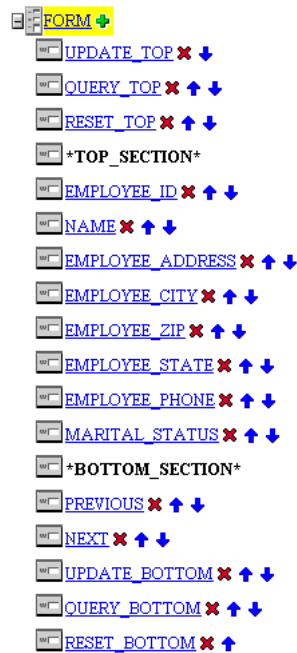 FORM
UPDATE_TOP
QUERY_TOP
RESET_TOP
*TOP_SECTION*
EMPLOYEE_ID
NAME
EMPLOYEE_ADDRESS
EMPLOYEE_CITY
EMPLOYEE_ZIP
EMPLOYEE_STATE
EMPLOYEE_PHONE
MARITAL_STATUS
*BOTTOM_SECTION*
PREVIOUS
NEXT
UPDATE_BOTTOM
QUERY_BOTTOM
RESET_BOTTOM